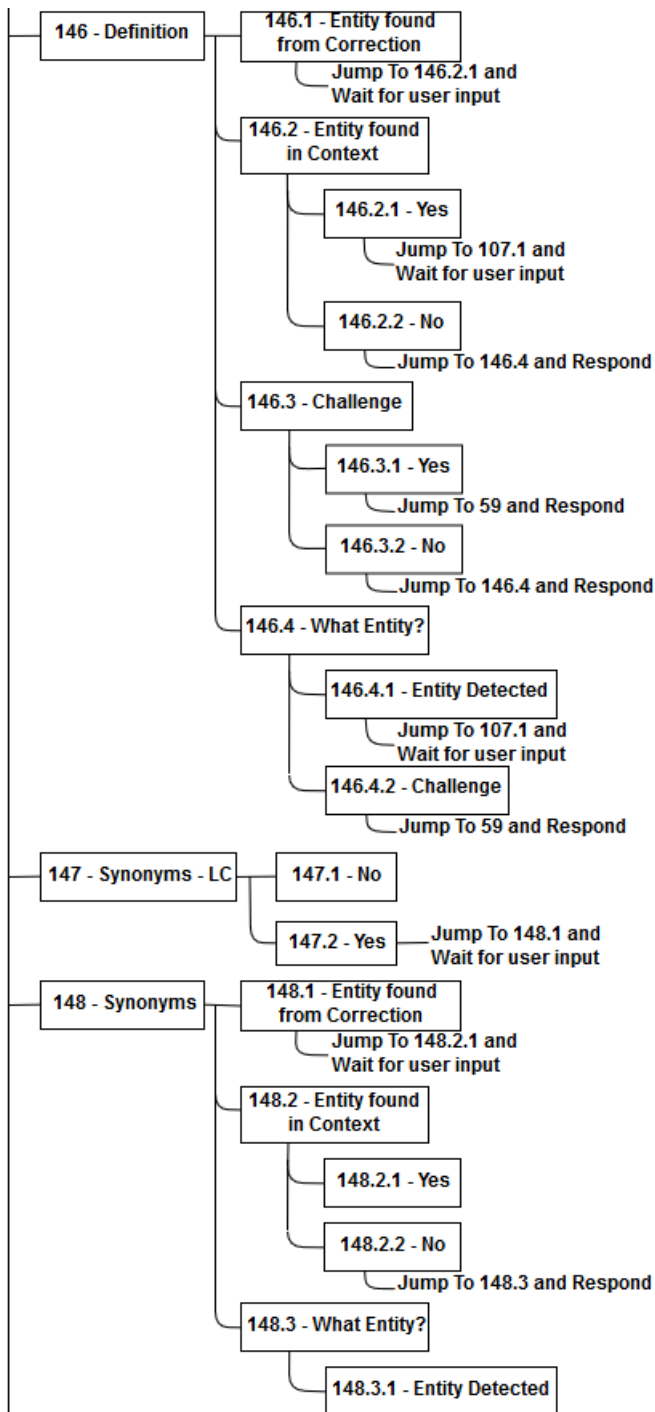 146 - Definition
146.1 - Entity found
from Correction
Jump To 146.2.1 and
Wait for user input
146.2 - Entity found
in Context
146.2.1 - Yes
Jump To 107.1 and
Wait for user input
146.2.2 - No
Jump To 146.4 and Respond
146.3 - Challenge
146.3.1 - Yes
Jump To 59 and Respond
146.3.2 - No
Jump To 146.4 and Respond
146.4 - What Entity?
146.4.1 - Entity Detected
Jump To 107.1 and
Wait for user input
146.4.2 - Challenge
Jump To 59 and Respond
147 - Synonyms - LC
147.1 - No
147.2 - Yes
Jump To 148.1 and
Wait for user input
148 - Synonyms
148.1 - Entity found
from Correction
Jump To 148.2.1 and
Wait for user input
148.2 - Entity found
in Context
148.2.1 - Yes
148.2.2 - No
Jump To 148.3 and Respond
148.3 - What Entity?
148.3.1 - Entity Detected